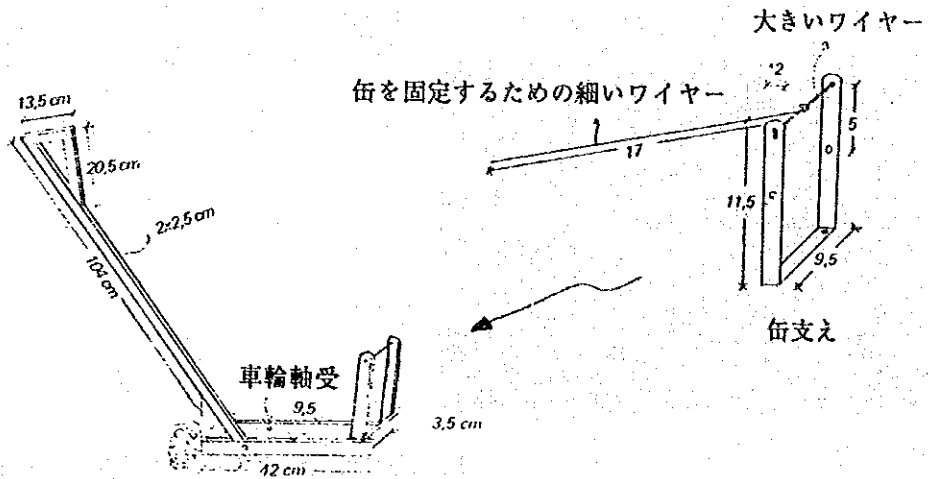 大きいワイヤー
缶を固定するための細いワイヤー
13,5 cm
20,5 cm
2x2,5 cm
104 cm
17
5
11,5
9,5
缶支え
車輪軸受
9,5
3,5 cm
42 cm